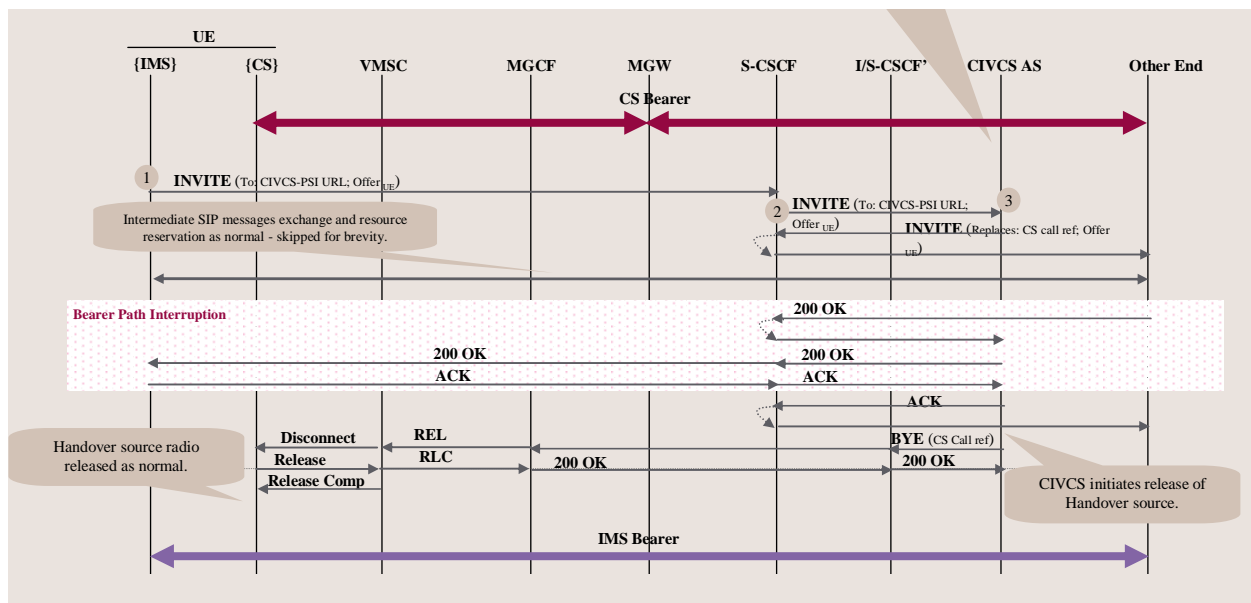 UE
{IMS} {CS} VMSC MGCF MGW S-CSCF I/S-CSCF’ CIVCS AS Other End
CS Bearer
1 INVITE (To: CIVCS-PSI URL; Offer UE)
2 INVITE (To: CIVCS-PSI URL; 3
Offer UE)
Intermediate SIP messages exchange and resource
reservation as normal - skipped for brevity.
INVITE (Replaces: CS call ref; Offer
UE)
Bearer Path Interruption
200 OK
200 OK 200 OK
ACK ACK
ACK
Disconnect REL BYE (CS Call ref)
Release RLC 200 OK 200 OK
Release Comp
Handover source radio
released as normal.
CIVCS initiates release of
Handover source.
IMS Bearer